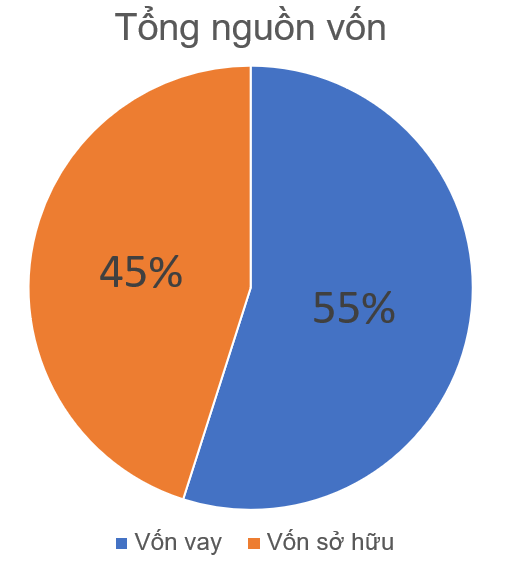 Tổng nguồn vốn
45%
55%
Vốn vay
Vốn sở hữu